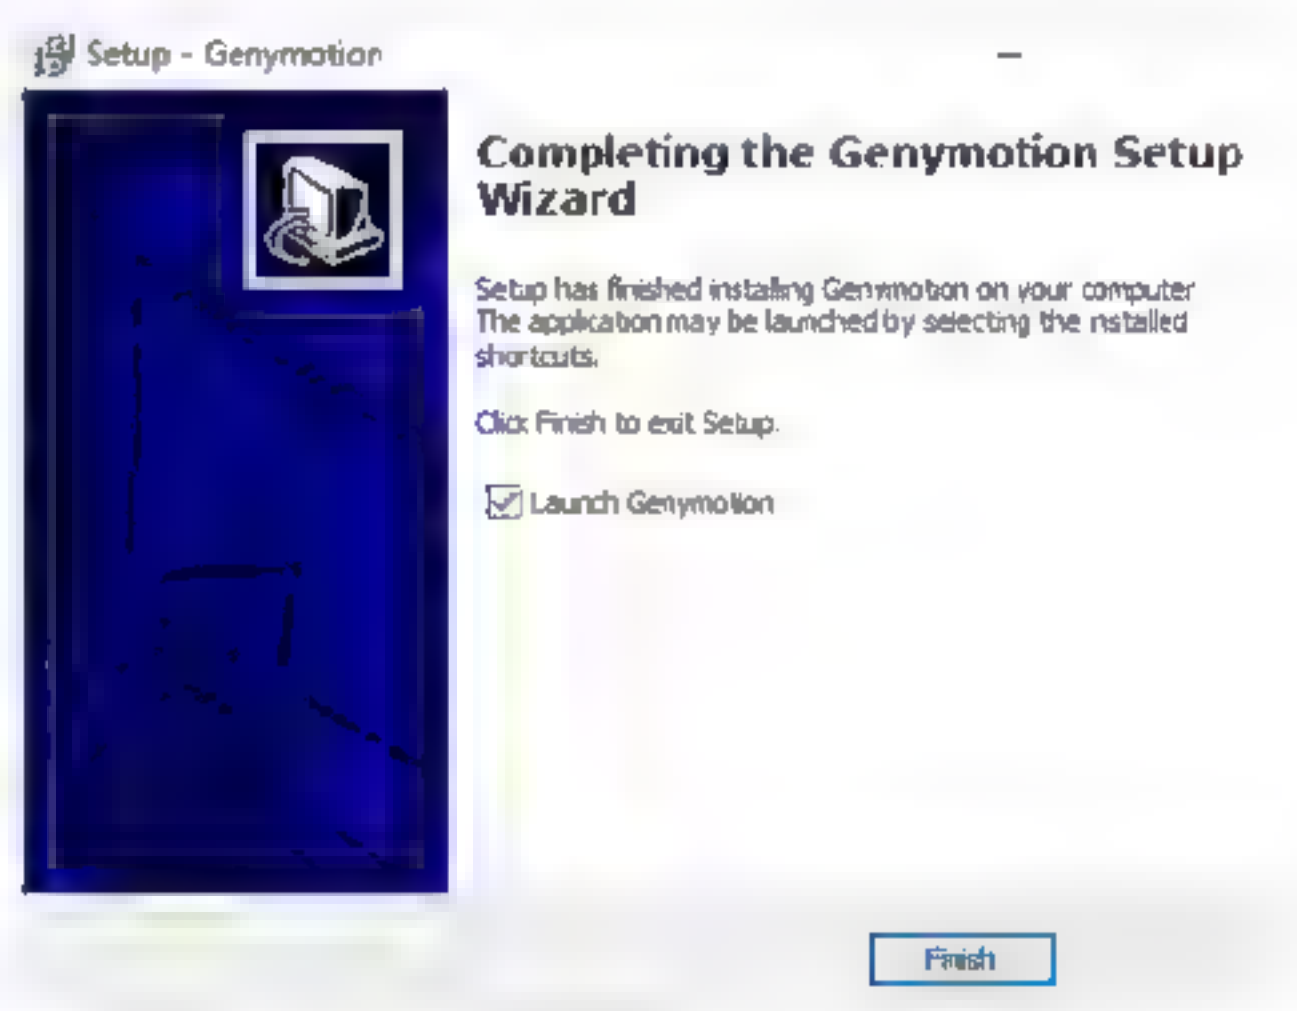 Setup - Genymotion
Completing the Genymotion Setup
Wizard
Setup has finished installing Genymotion on your computer
The application may be launched by selecting the installed
shortcuts.
Click Finish to exit Setup.
Launch Genymotion
Finish